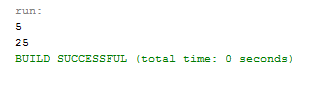 run:
5
25
BUILD SUCCESSFUL (total time: 0 seconds)